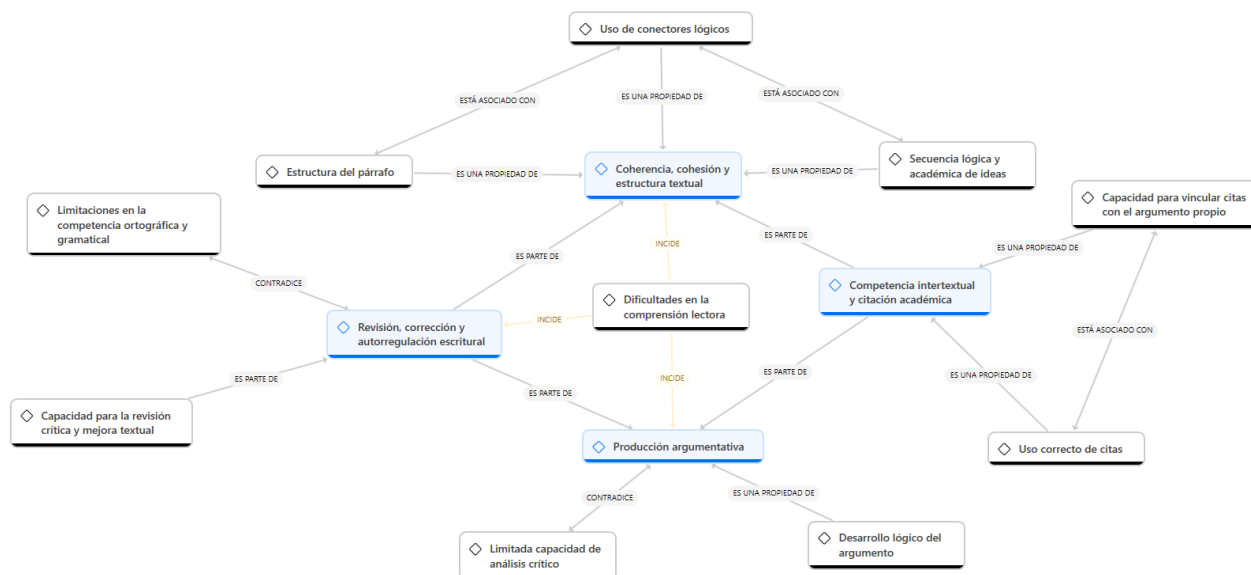 Uso de conectores lógicos
ESTÁ ASOCIADO CON
ES UNA PROPIEDAD DE
ESTÁ ASOCIADO CON
Estructura del párrafo
ES UNA PROPIEDAD DE
Coherencia, cohesión y
estructura textual
ES UNA PROPIEDAD DE
Secuencia lógica y
académica de ideas
Limitaciones en la
competencia ortográfica y
gramatical
Capacidad para vincular citas
con el argumento propio
ES PARTE DE
INCIDE
ES PARTE DE
ES UNA PROPIEDAD DE
CONTRADICE
Dificultades en la
comprensión lectora
Competencia intertextual
y citación académica
Revisión, corrección y
autorregulación escritural
INCIDE
ESTÁ ASOCIADO CON
ES PARTE DE
ES PARTE DE
INCIDE
ES PARTE DE
ES UNA PROPIEDAD DE
Capacidad para la revisión
crítica y mejora textual
Producción argumentativa
Uso correcto de citas
CONTRADICE
ES UNA PROPIEDAD DE
Limitada capacidad de
análisis crítico
Desarrollo lógico del
argumento